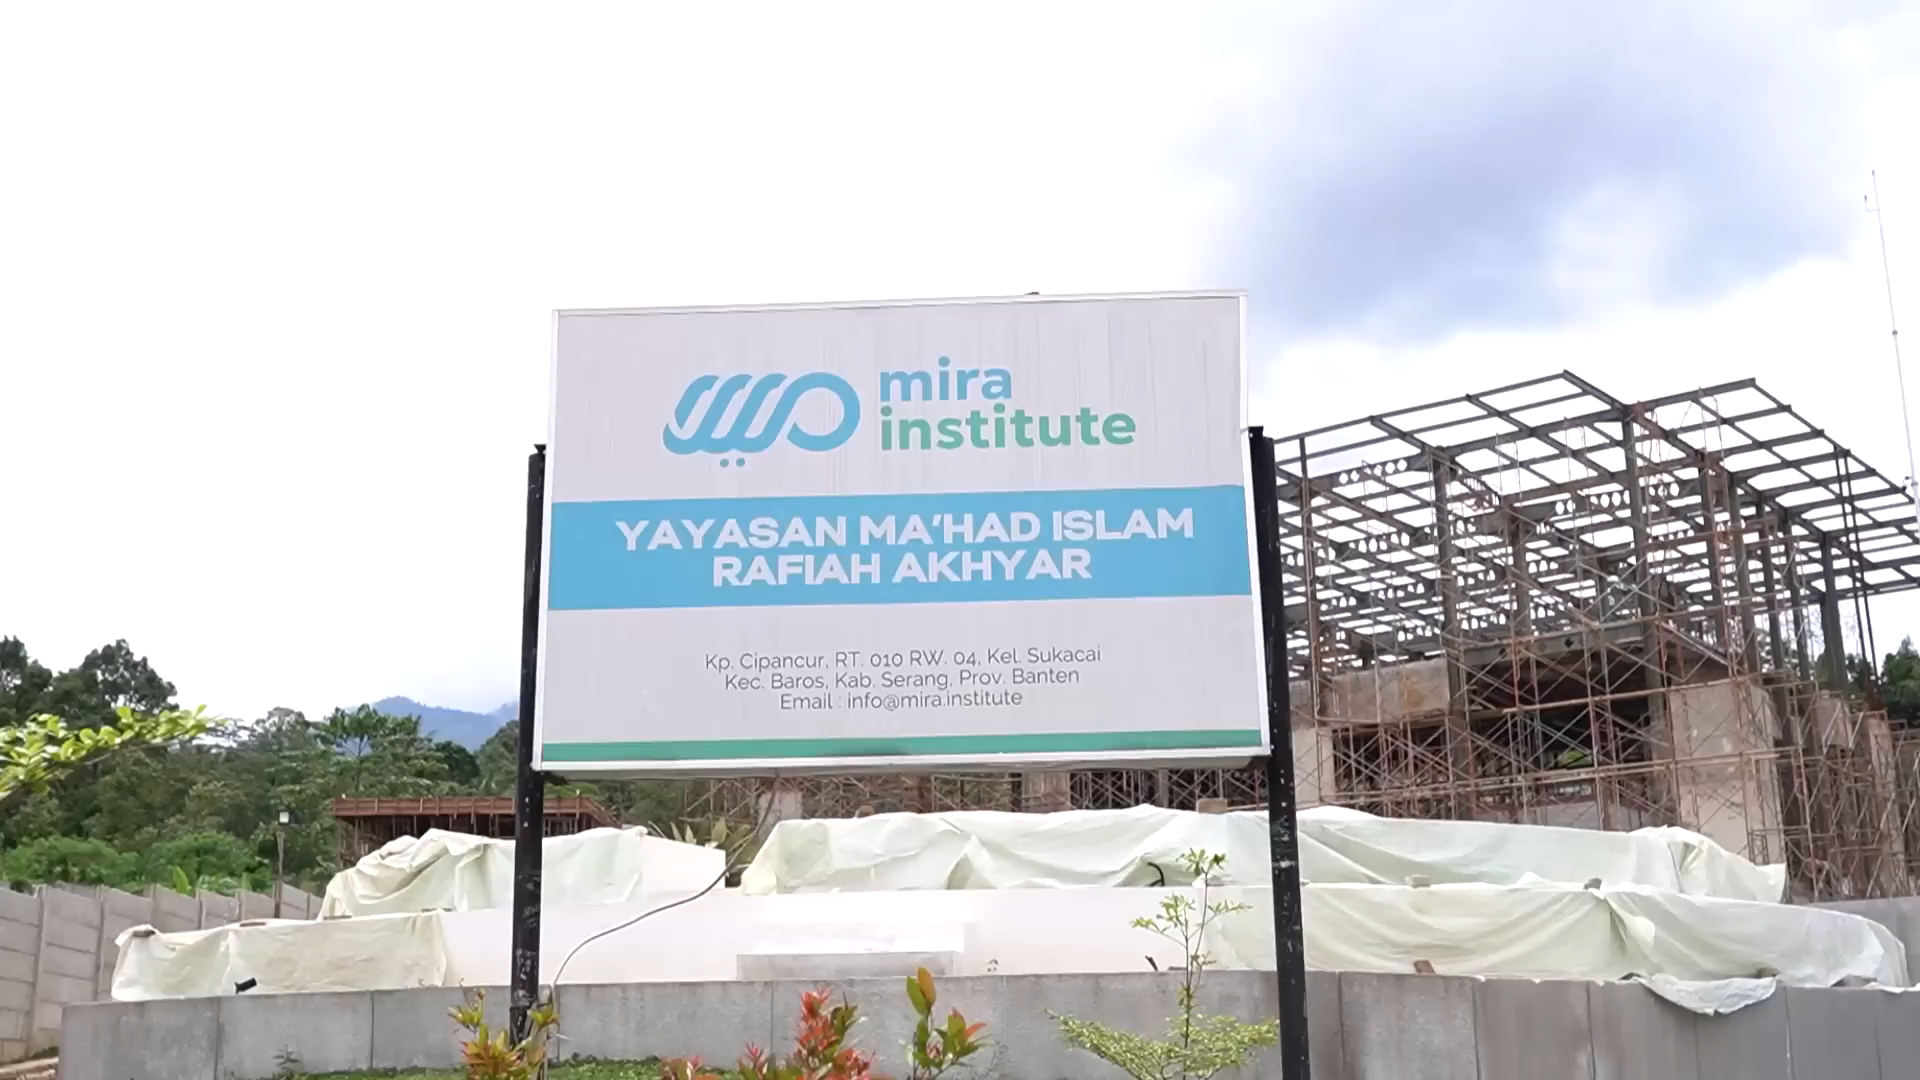 mira
institute
YAYASAN MA'HAD ISLAM
RAFIAH AKHYAR
Kp. Cipancur, RT. 010 RW. 04, Kel. Sukacai
Kec. Baros, Kab. Serang, Prov. Banten
Email : info@mira.institute